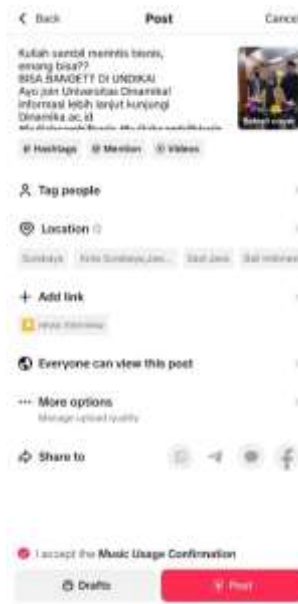 Back
Post
Cancel
Kuliah sambil merintis bisnis,
emang bisa??
BISA BANGETT DI UNDIKA!
Ayo join Universitas Dinamika!
informasi lebih lanjut kunjungi
Dinamika.ac.id
# Hashtags
@ Mention
Videos
Tag people
Location
Surabaya
East Java
+ Add link
Everyone can view this post
More options
Manage upload quality
Share to
I accept the Music Usage Confirmation
Drafts
Post